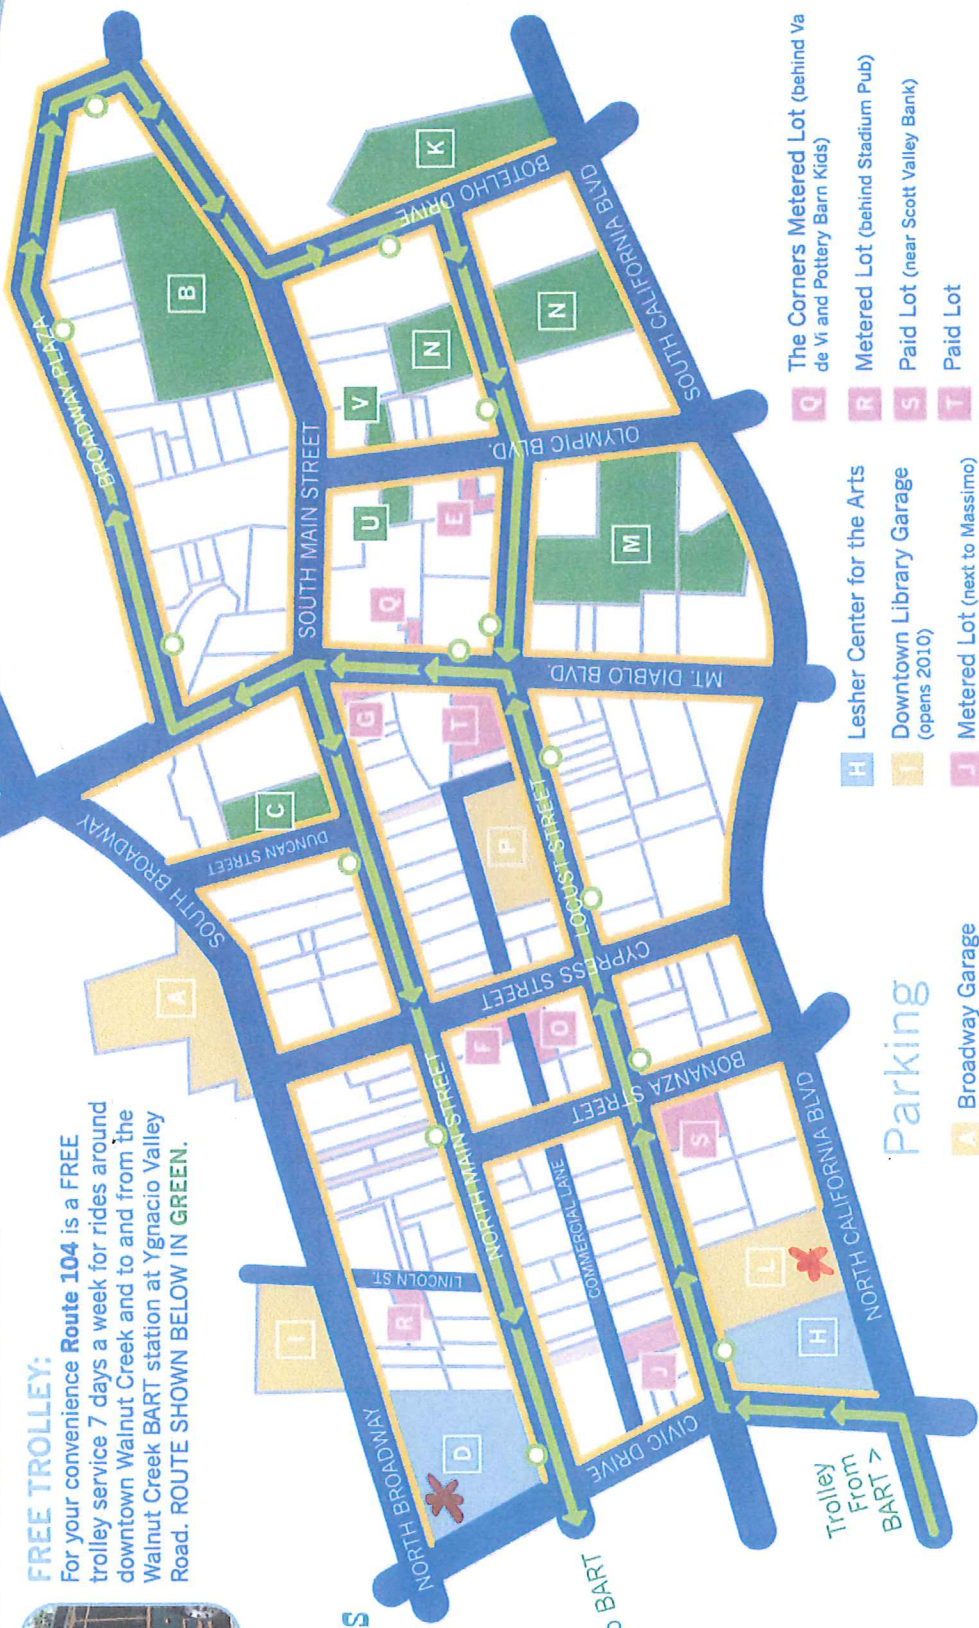 FREE TROLLEY:
For your convenience Route 104 is a FREE
trolley service 7 days a week for rides around
downtown Walnut Creek and to and from the
Walnut Creek BART station at Ygnacio Valley
Road. ROUTE SHOWN BELOW IN GREEN.
BROADWAY PLAZA
SOUTH MAIN STREET
BOTELHO DRIVE
SOUTH CALIFORNIA BLVD
OLYMPIC BLVD.
MT. DIABLO BLVD.
SOUTH BROADWAY
DUNCAN STREET
LOCUST STREET
CYPRESS STREET
BONANZA STREET
NORTH MAIN STREET
COMMERCIAL LANE
LINCOLN ST.
NORTH BROADWAY
CIVIC DRIVE
NORTH CALIFORNIA BLVD
BART
Trolley
From
BART >
A
B
C
D
E
F
G
H
I
J
K
L
M
N
N
O
P
Q
R
S
T
U
V
Parking
A Broadway Garage
H Lesher Center for the Arts
I Downtown Library Garage
(opens 2010)
J Metered Lot (next to Massimo)
Q The Corners Metered Lot (behind Va
de Vi and Pottery Barn Kids)
R Metered Lot (behind Stadium Pub)
S Paid Lot (near Scott Valley Bank)
T Paid Lot